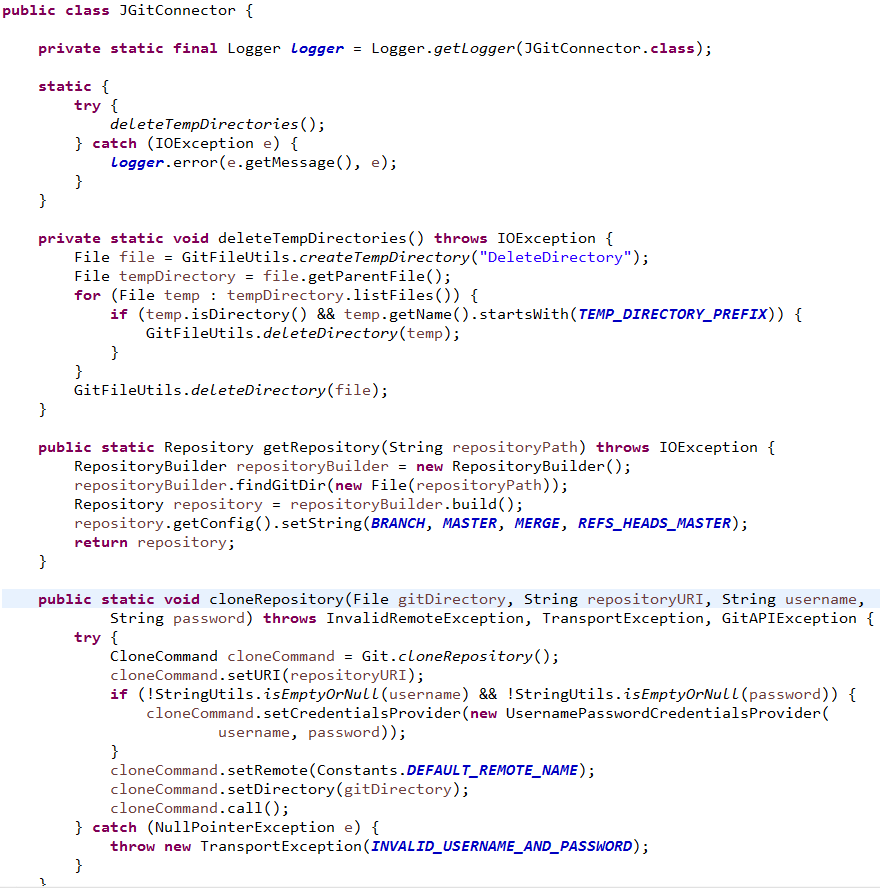 public class JGitConnector {
private static final Logger logger = Logger.getLogger(JGitConnector.class);
static {
try {
deleteTempDirectories();
} catch (IOException e) {
logger.error(e.getMessage(), e);
}
}
private static void deleteTempDirectories() throws IOException {
File file = GitFileUtils.createTempDirectory("DeleteDirectory");
File tempDirectory = file.getParentFile();
for (File temp : tempDirectory.listFiles()) {
if (temp.isDirectory() && temp.getName().startsWith(TEMP_DIRECTORY_PREFIX)) {
GitFileUtils.deleteDirectory(temp);
}
}
GitFileUtils.deleteDirectory(file);
}
public static Repository getRepository(String repositoryPath) throws IOException {
RepositoryBuilder repositoryBuilder = new RepositoryBuilder();
repositoryBuilder.findGitDir(new File(repositoryPath));
Repository repository = repositoryBuilder.build();
repository.getConfig().setString(BRANCH, MASTER, MERGE, REFS_HEADS_MASTER);
return repository;
}
public static void cloneRepository(File gitDirectory, String repositoryURI, String username,
String password) throws InvalidRemoteException, TransportException, GitAPIException {
try {
CloneCommand cloneCommand = Git.cloneRepository();
cloneCommand.setURI(repositoryURI);
if (!StringUtils.isEmptyOrNull(username) && !StringUtils.isEmptyOrNull(password)) {
cloneCommand.setCredentialsProvider(new UsernamePasswordCredentialsProvider(
username, password));
}
cloneCommand.setRemote(Constants.DEFAULT_REMOTE_NAME);
cloneCommand.setDirectory(gitDirectory);
cloneCommand.call();
} catch (NullPointerException e) {
throw new TransportException(INVALID_USERNAME_AND_PASSWORD);
}
}